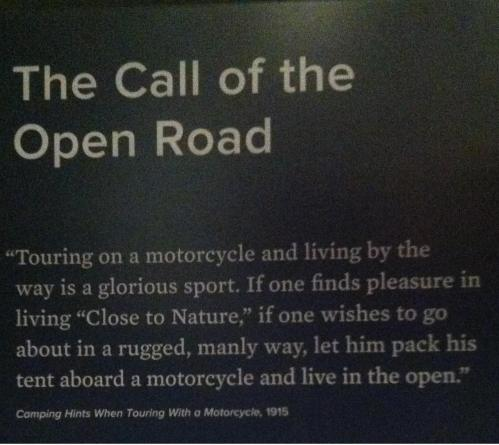 The Call of the
Open Road
“Touring on a motorcycle and living by the
way is a glorious sport. If one finds pleasure in
living “Close to Nature,” if one wishes to go
about in a rugged, manly way, let him pack his
tent aboard a motorcycle and live in the open.”
Camping Hints When Touring With a Motorcycle, 1915